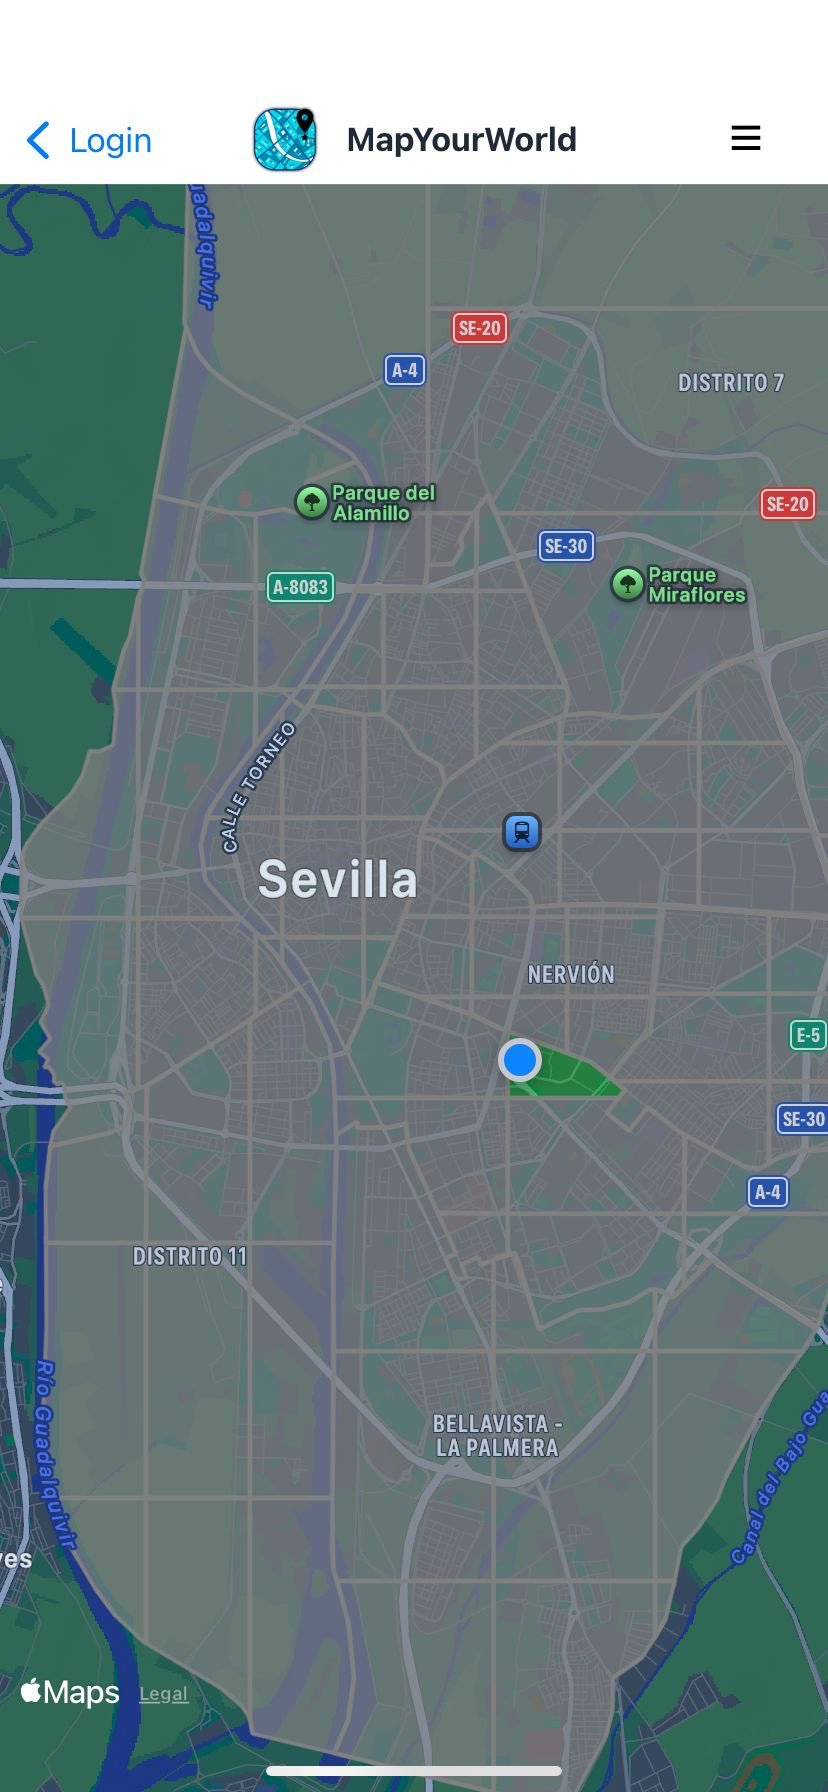 Login
MapYourWorld
uadalquivir
SE-20
A-4
DISTRITO 7
Parque del
Alamillo
SE-20
SE-30
A-8083
Parque
Miraflores
CALLE TORNEO
Sevilla
NERVIÓN
E-5
SE-30
A-4
DISTRITO 11
Río Guadalquivir
BELLAVISTA -
LA PALMERA
Canal del Bajo Gua
ves
Maps
Legal